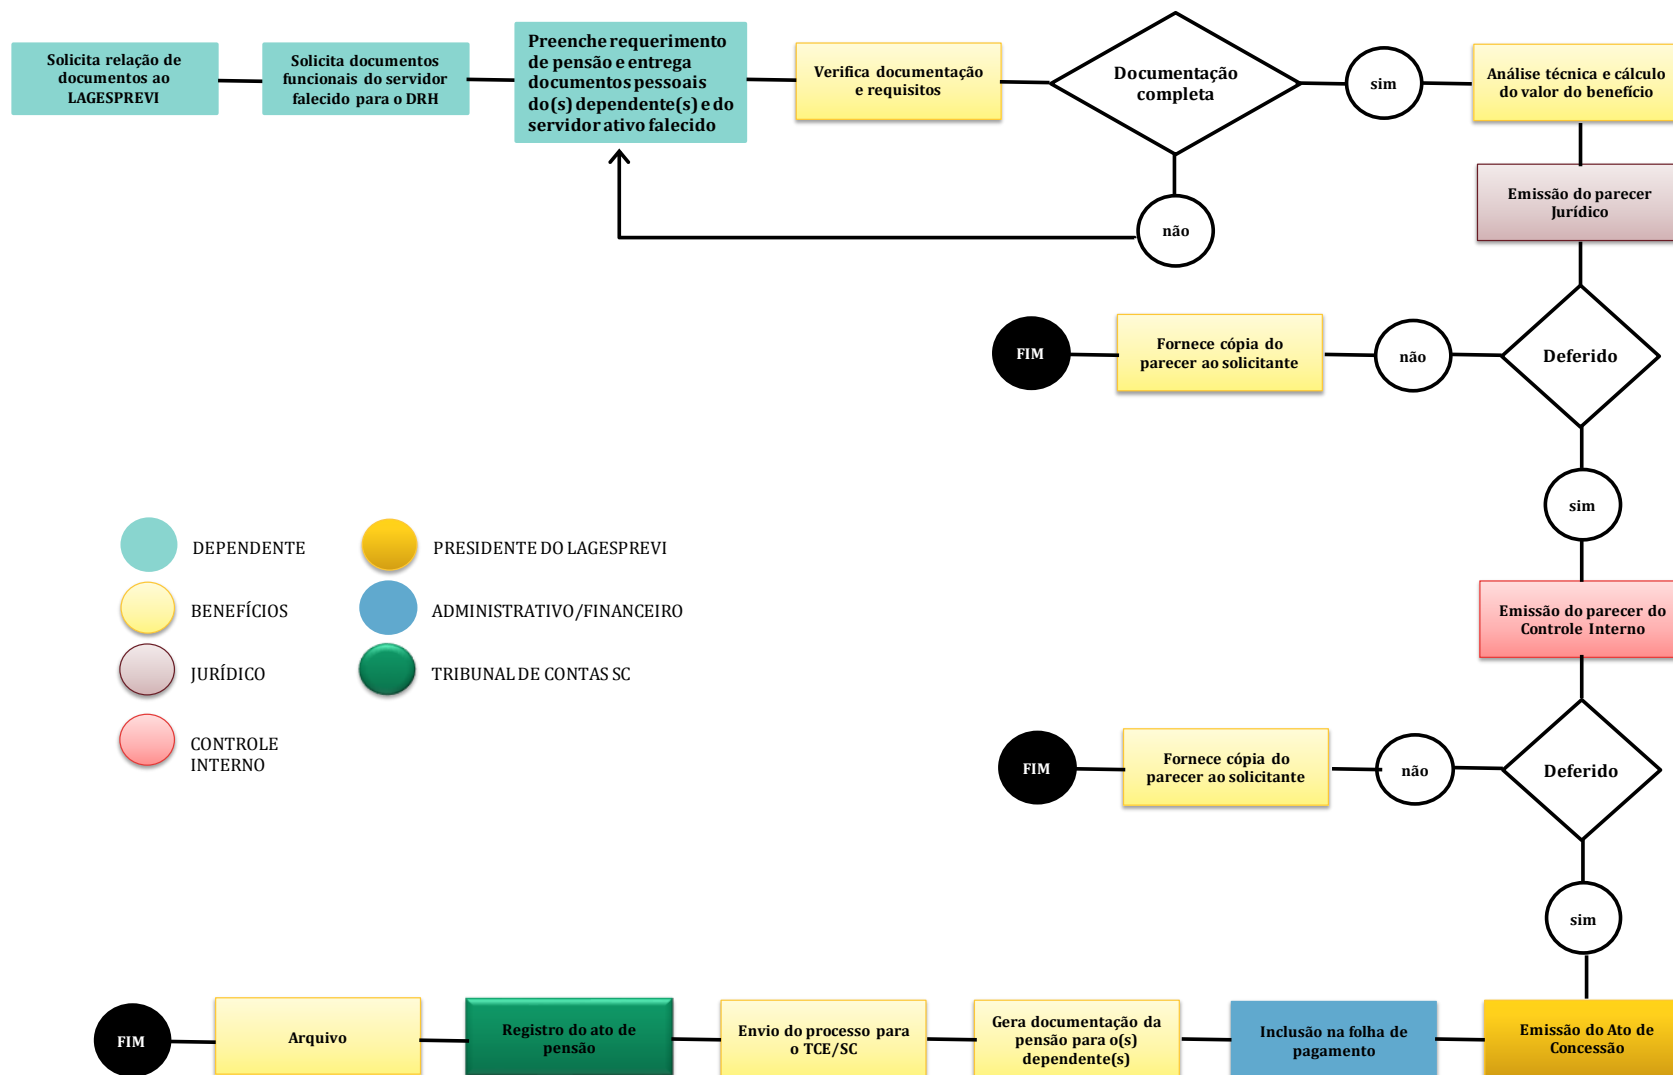 Solicita relação de
documentos ao
LAGESPREVI
Solicita documentos
funcionais do servidor
falecido para o DRH
Preenche requerimento
de pensão e entrega
documentos pessoais
do(s) dependente(s) e do
servidor ativo falecido
Verifica documentação
e requisitos
Documentação
completa
sim
Análise técnica e cálculo
do valor do benefício
não
Emissão do parecer
Jurídico
FIM
Fornece cópia do
parecer ao solicitante
não
Deferido
sim
DEPENDENTE
PRESIDENTE DO LAGESPREVI
BENEFÍCIOS
ADMINISTRATIVO/FINANCEIRO
JURÍDICO
TRIBUNAL DE CONTAS SC
CONTROLE
INTERNO
Emissão do parecer do
Controle Interno
FIM
Fornece cópia do
parecer ao solicitante
não
Deferido
sim
FIM
Arquivo
Registro do ato de
pensão
Envio do processo para
o TCE/SC
Gera documentação da
pensão para o(s)
dependente(s)
Inclusão na folha de
pagamento
Emissão do Ato de
Concessão